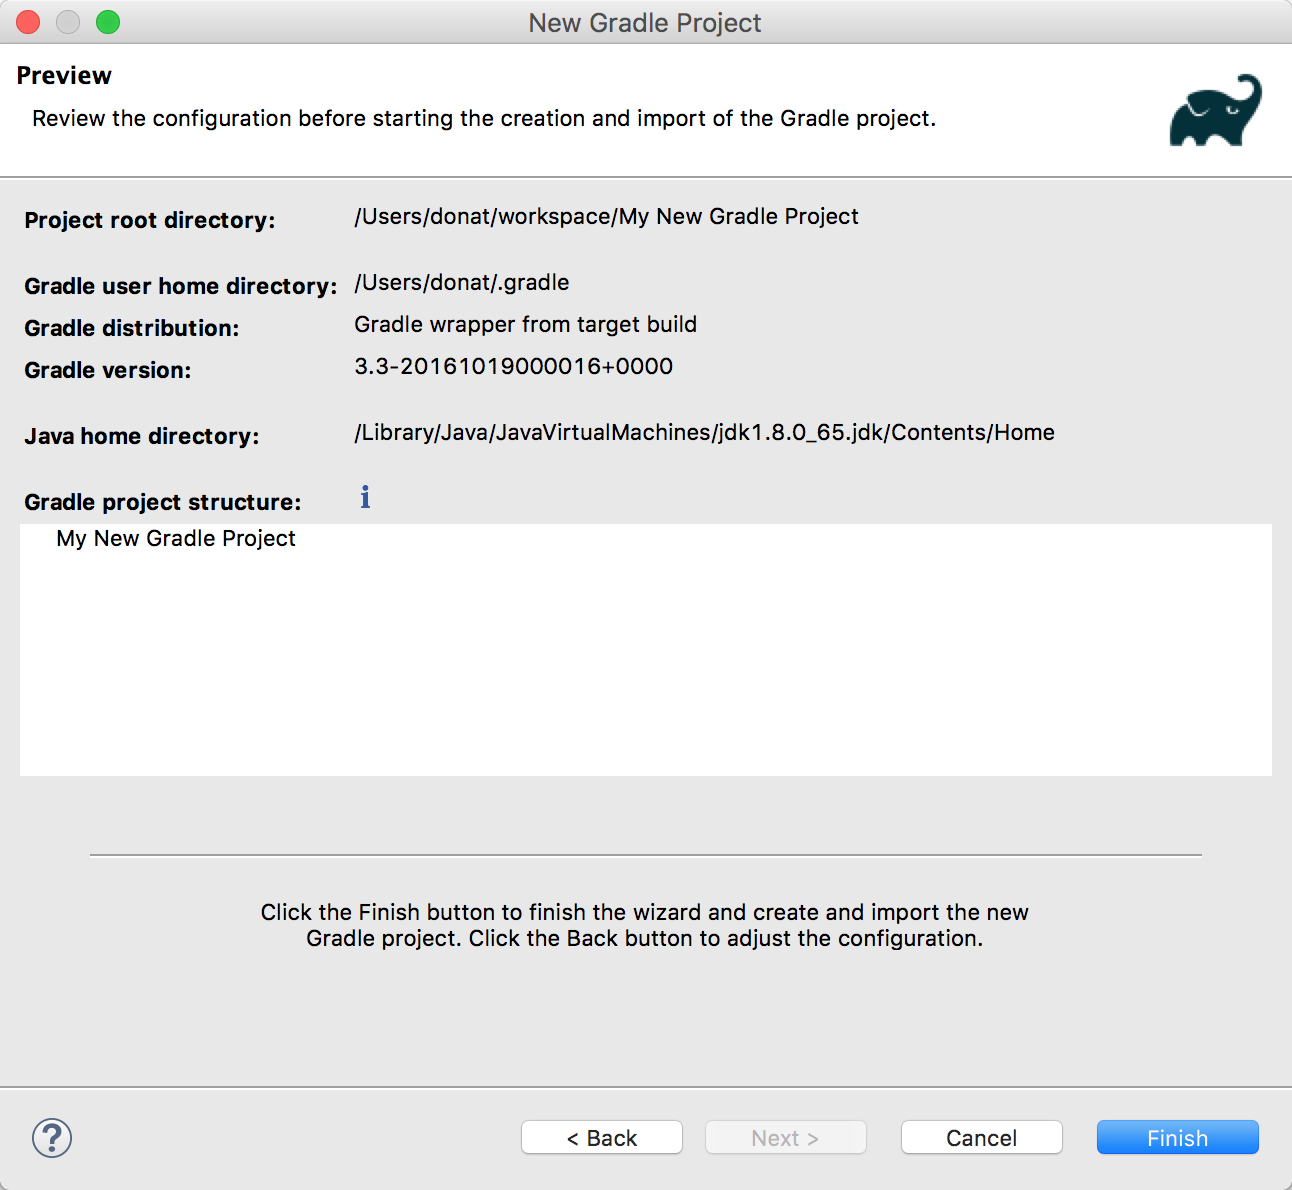 New Gradle Project
Preview
Review the configuration before starting the creation and import of the Gradle project.
Project root directory: /Users/donat/workspace/My New Gradle Project
Gradle user home directory: /Users/donat/.gradle
Gradle distribution: Gradle wrapper from target build
Gradle version: 3.3-20161019000016+0000
Java home directory: /Library/Java/JavaVirtualMachines/jdk1.8.0_65.jdk/Contents/Home
Gradle project structure: i
My New Gradle Project
Click the Finish button to finish the wizard and create and import the new
Gradle project. Click the Back button to adjust the configuration.
? < Back Next > Cancel Finish